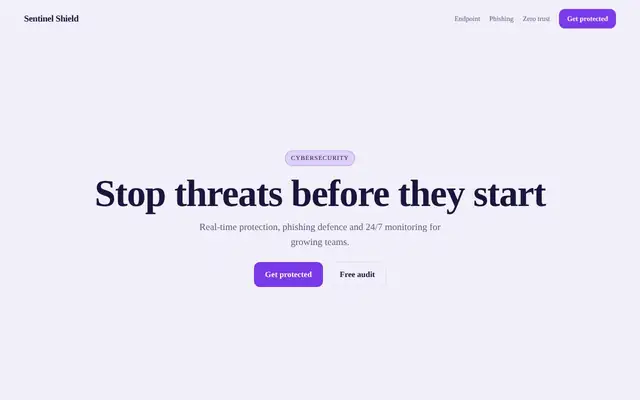 Sentinel Shield
Endpoint Phishing Zero trust Get protected
CYBERSECURITY
Stop threats before they start
Real-time protection, phishing defence and 24/7 monitoring for
growing teams.
Get protected Free audit